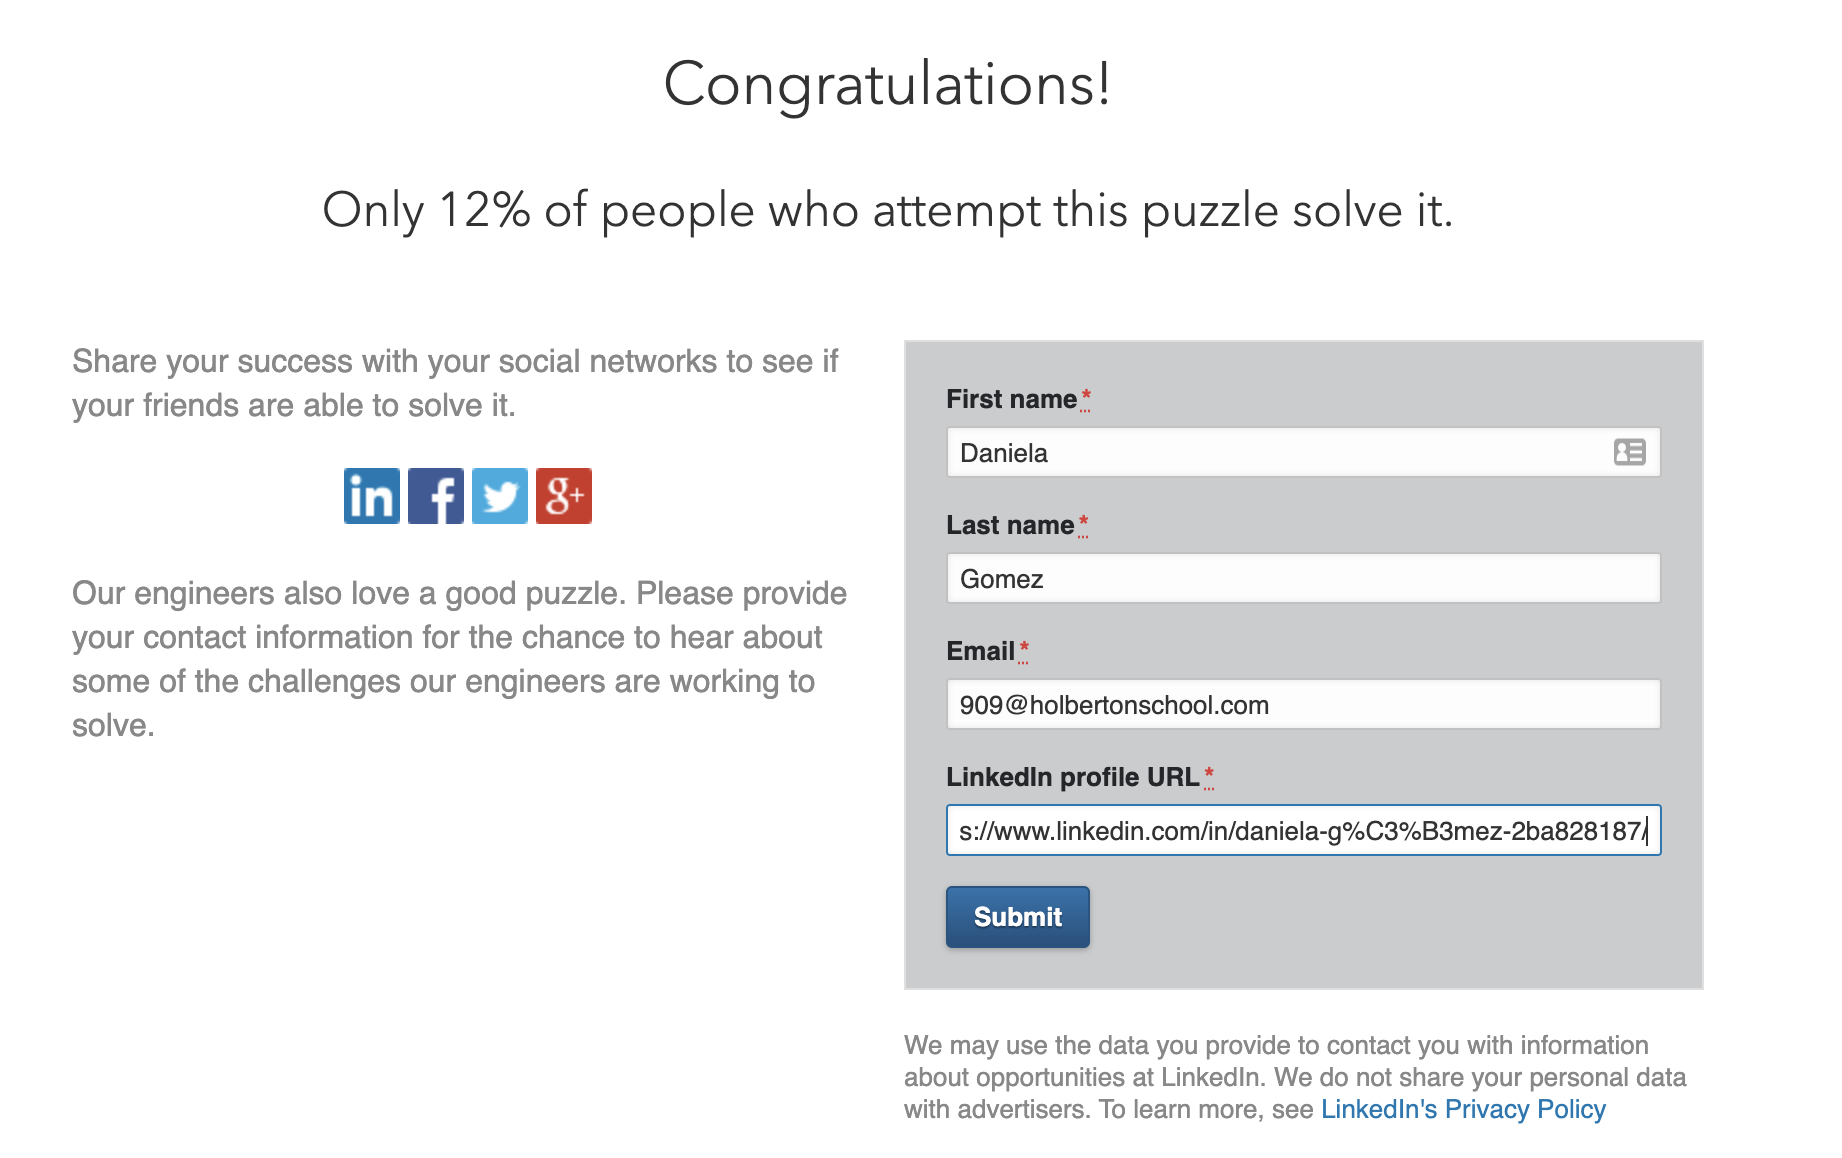 Congratulations!
Only 12% of people who attempt this puzzle solve it.
Share your success with your social networks to see if
your friends are able to solve it.
in f g+
Our engineers also love a good puzzle. Please provide
your contact information for the chance to hear about
some of the challenges our engineers are working to
solve.
First name*
Daniela
Last name*
Gomez
Email*
909@holbertonschool.com
LinkedIn profile URL*
s://www.linkedin.com/in/daniela-g%C3%B3mez-2ba828187/
Submit
We may use the data you provide to contact you with information
about opportunities at LinkedIn. We do not share your personal data
with advertisers. To learn more, see LinkedIn's Privacy Policy